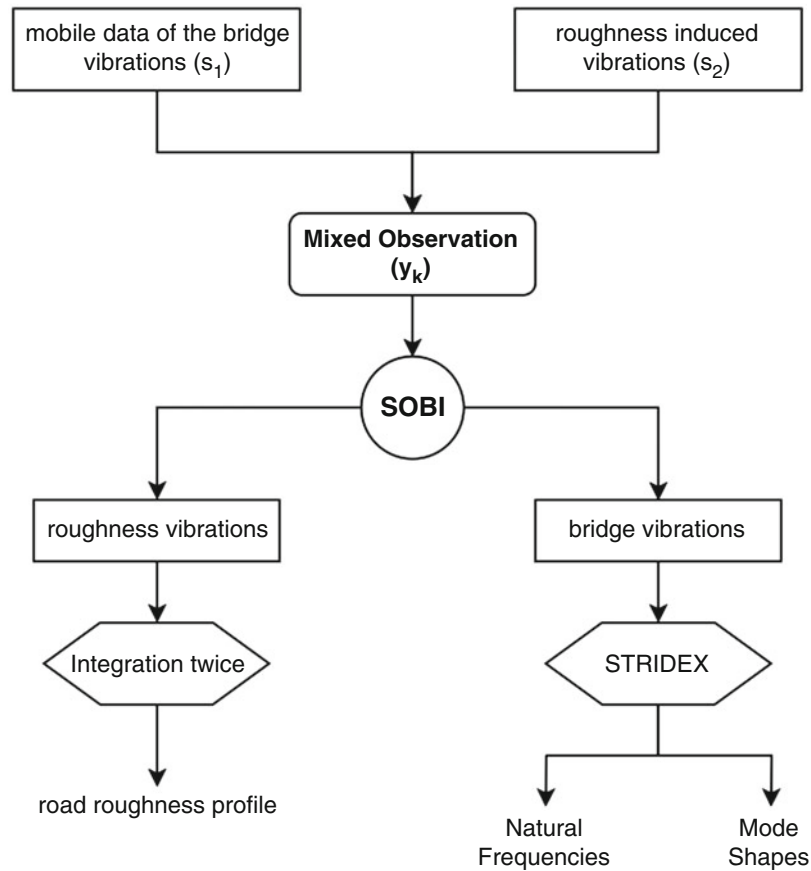 mobile data of the bridge
vibrations (s1)
roughness induced
vibrations (s2)
Mixed Observation
(yk)
SOBI
roughness vibrations
bridge vibrations
Integration twice
STRIDEX
road roughness profile
Natural
Frequencies
Mode
Shapes